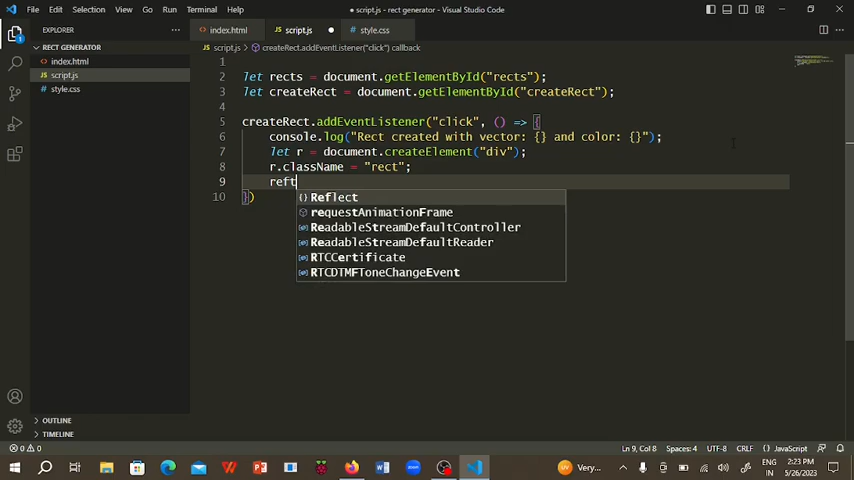 File Edit Selection View Go Run Terminal Help
• script.js - rect generator - Visual Studio Code
EXPLORER
index.html
script.js
style.css
RECT GENERATOR
script.js > createRect.addEventListener("click") callback
index.html
script.js
style.css
1
2 let rects = document.getElementById("rects");
3 let createRect = document.getElementById("createRect");
4
5 createRect.addEventListener("click", () => {
6 console.log("Rect created with vector: {} and color: {}");
7 let r = document.createElement("div");
8 r.className = "rect";
9 reft
10 })
Reflect
requestAnimationFrame
ReadableStreamDefaultController
ReadableStreamDefaultReader
RTCCertificate
RTCDTMFToneChangeEvent
OUTLINE
TIMELINE
0 0
Ln 9, Col 8 Spaces: 4 UTF-8 CRLF {} JavaScript
Very...
ENG
IN
2:23 PM
5/26/2023